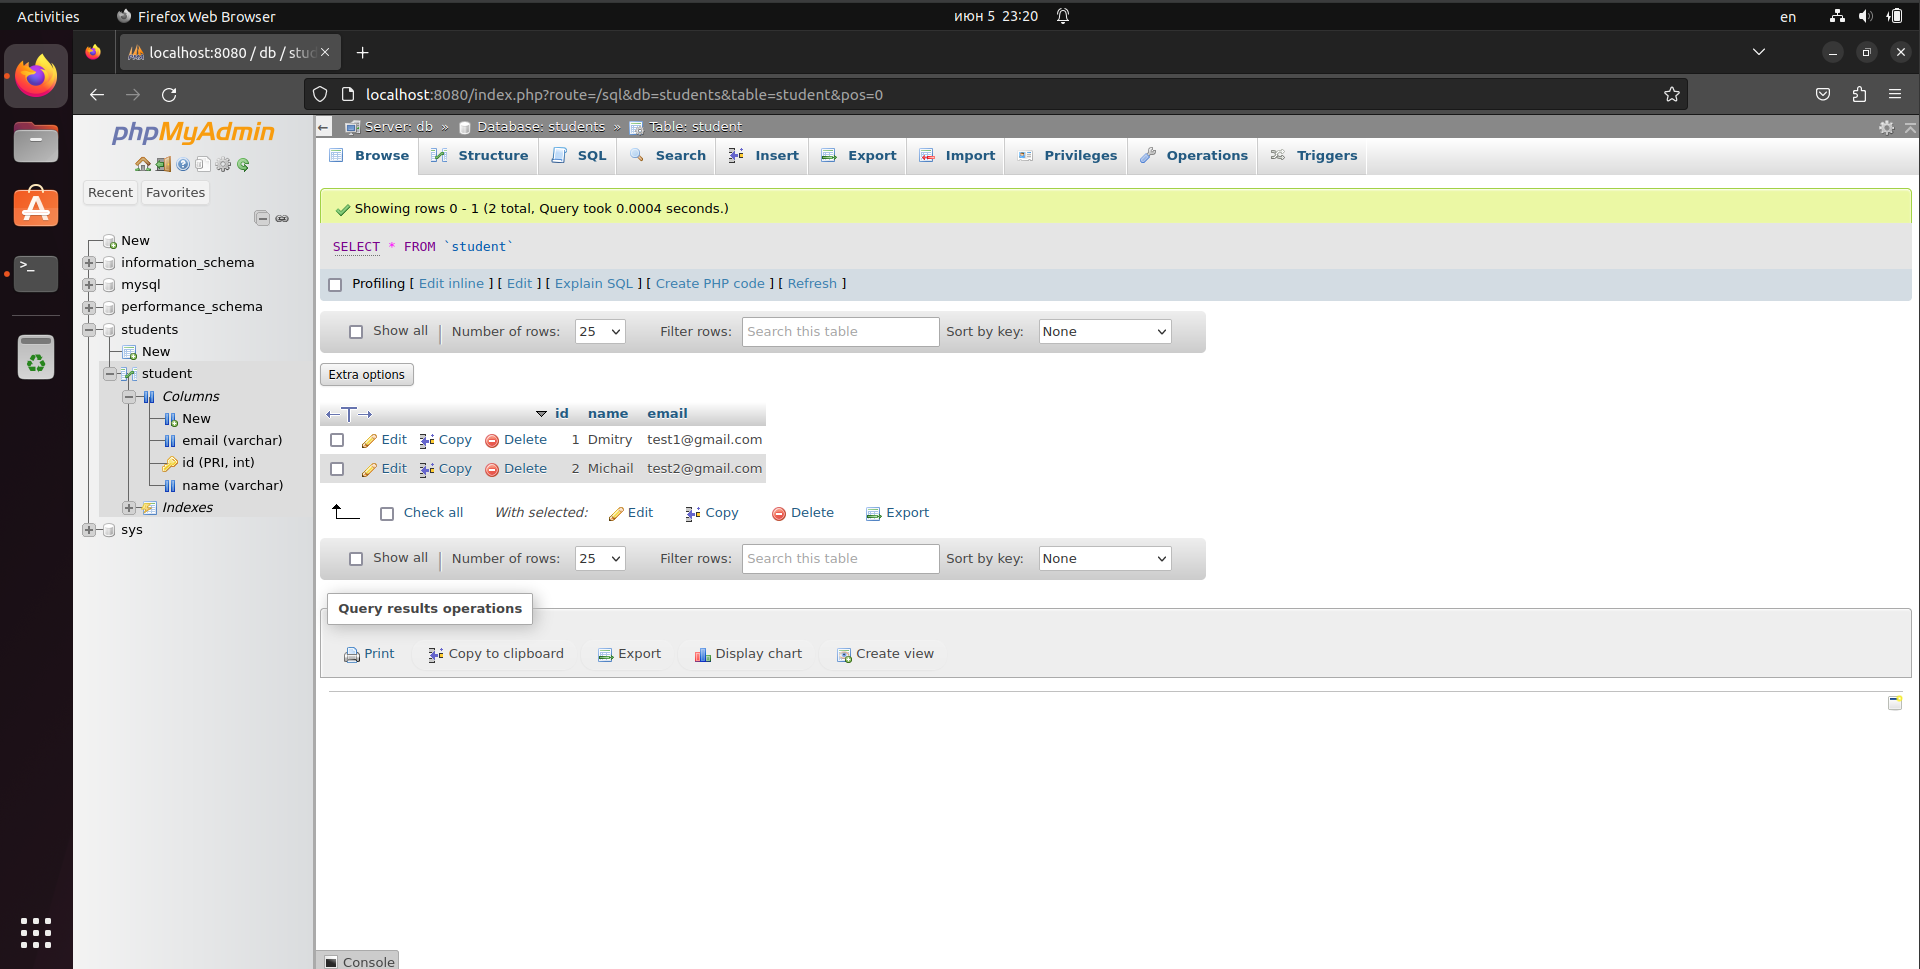 Activities
Firefox Web Browser
июн 5 23:20
en
localhost:8080 / db / stud
localhost:8080/index.php?route=/sql&db=students&table=student&pos=0
phpMyAdmin
Recent
Favorites
New
information_schema
mysql
performance_schema
students
New
student
Columns
New
email (varchar)
id (PRI, int)
name (varchar)
Indexes
sys
Server: db » Database: students » Table: student
Browse Structure SQL Search Insert Export Import Privileges Operations Triggers
Showing rows 0 - 1 (2 total, Query took 0.0004 seconds.)
SELECT * FROM `student`
Profiling [ Edit inline ] [ Edit ] [ Explain SQL ] [ Create PHP code ] [ Refresh ]
Show all | Number of rows: 25 Filter rows: Search this table Sort by key: None
Extra options
←T→ id name email
Edit Copy Delete 1 Dmitry test1@gmail.com
Edit Copy Delete 2 Michail test2@gmail.com
Check all With selected: Edit Copy Delete Export
Show all | Number of rows: 25 Filter rows: Search this table Sort by key: None
Query results operations
Print Copy to clipboard Export Display chart Create view
Console